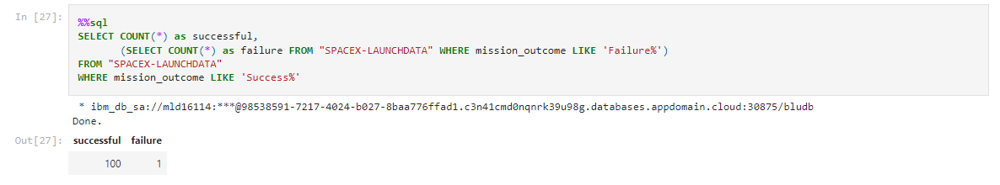 In [27]:
%%sql
SELECT COUNT(*) as successful,
(SELECT COUNT(*) as failure FROM "SPACEX-LAUNCHDATA" WHERE mission_outcome LIKE 'Failure%')
FROM "SPACEX-LAUNCHDATA"
WHERE mission_outcome LIKE 'Success%'
* ibm_db_sa://mld16114:***@98538591-7217-4024-b027-8baa776ffad1.c3n41cmd0nqnrk39u98g.databases.appdomain.cloud:30875/bludb
Done.
Out[27]: successful failure
100 1